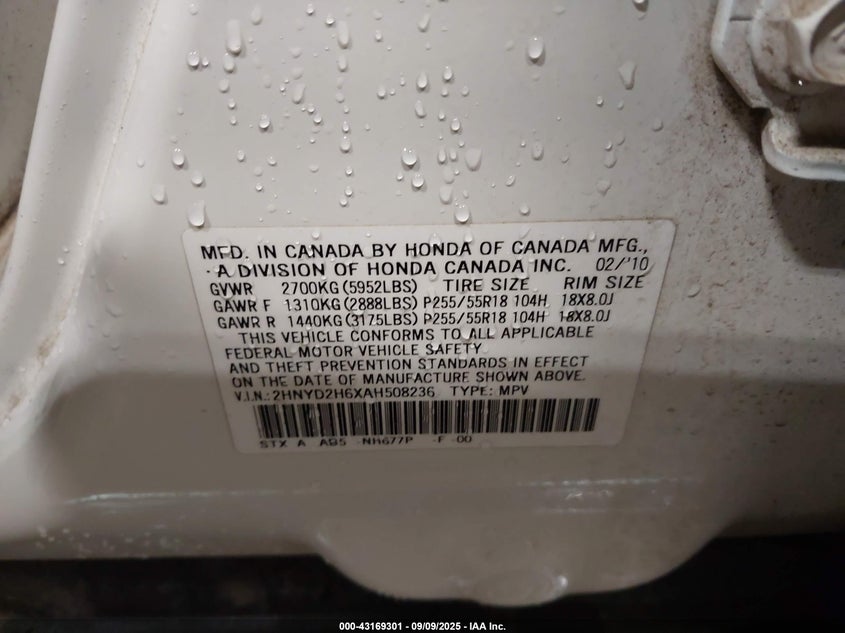 MFD. IN CANADA BY HONDA OF CANADA MFG.,
A DIVISION OF HONDA CANADA INC. 02/'10
GVWR 2700KG (5952LBS) TIRE SIZE RIM SIZE
GAWR F 1310KG (2888LBS) P255/55R18 104H 18X8.0J
GAWR R 1440KG (3175LBS) P255/55R18 104H 18X8.0J
THIS VEHICLE CONFORMS TO ALL APPLICABLE
FEDERAL MOTOR VEHICLE SAFETY
AND THEFT PREVENTION STANDARDS IN EFFECT
ON THE DATE OF MANUFACTURE SHOWN ABOVE.
V.I.N.: 2HNYD2H6XAH508236 TYPE: MPV
STX A AB5 -NH677P -F -00
000-43169301 - 09/09/2025 - IAA Inc.